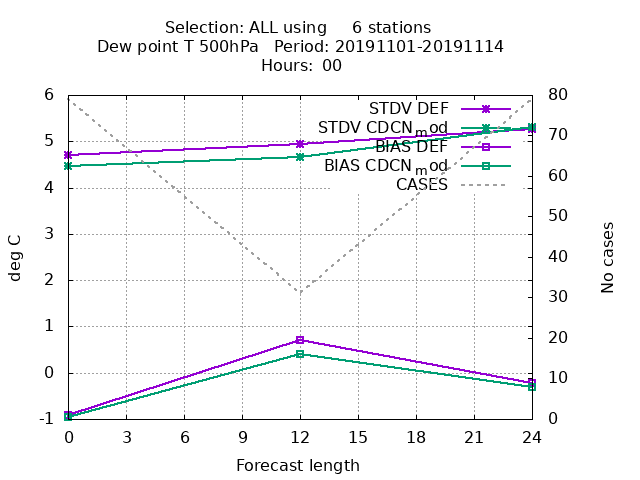 Selection: ALL using 6 stations
Dew point T 500hPa Period: 20191101-20191114
Hours: 00
6
5
4
3
2
1
0
-1
80
70
60
50
40
30
20
10
0
STDV DEF
STDV CDCN_mod
BIAS DEF
BIAS CDCN_mod
CASES
deg C
No cases
0 3 6 9 12 15 18 21 24
Forecast length